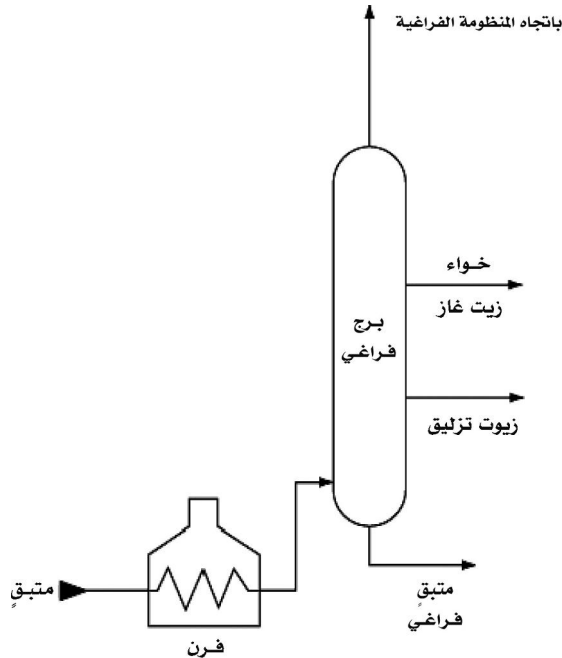 باتجاه المنظومة الفراغية
خواء
زيت غاز
برج
فراغي
زيوت تزليق
متبقٍ
فرن
متبقٍ
فراغي